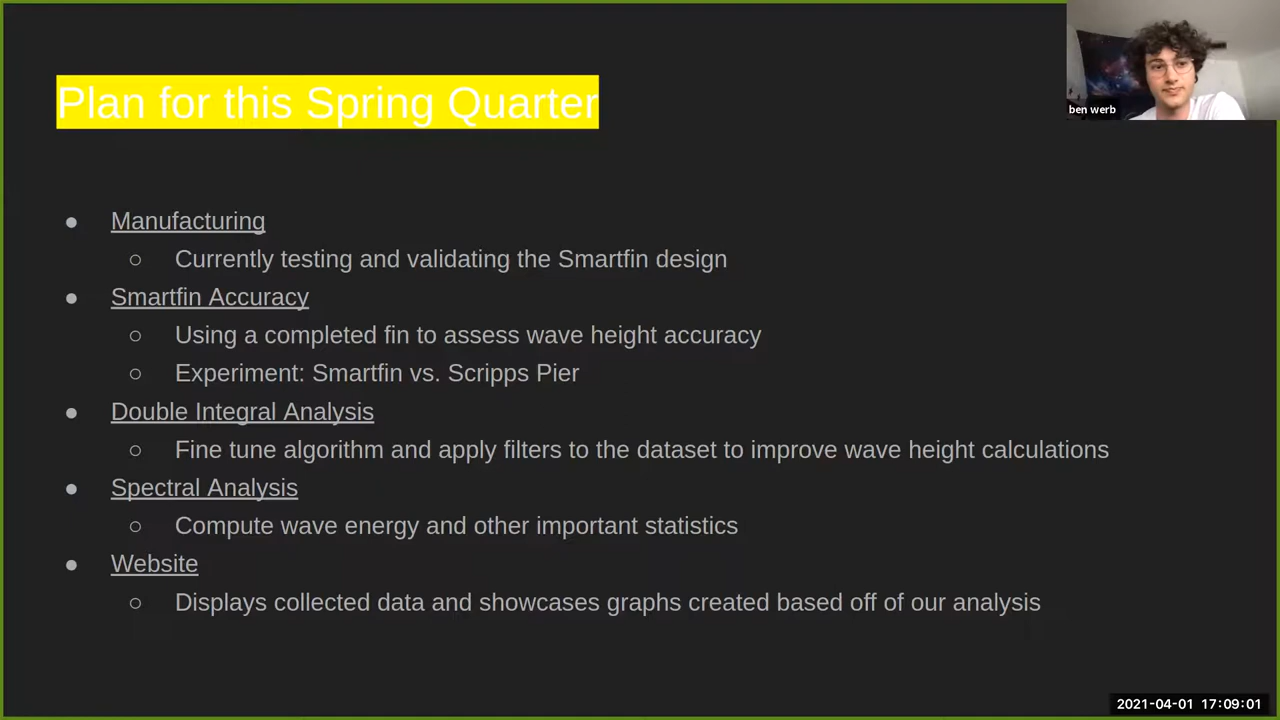 Plan for this Spring Quarter
ben werb
● Manufacturing
○ Currently testing and validating the Smartfin design
● Smartfin Accuracy
○ Using a completed fin to assess wave height accuracy
○ Experiment: Smartfin vs. Scripps Pier
● Double Integral Analysis
○ Fine tune algorithm and apply filters to the dataset to improve wave height calculations
● Spectral Analysis
○ Compute wave energy and other important statistics
● Website
○ Displays collected data and showcases graphs created based off of our analysis
2021-04-01 17:09:01